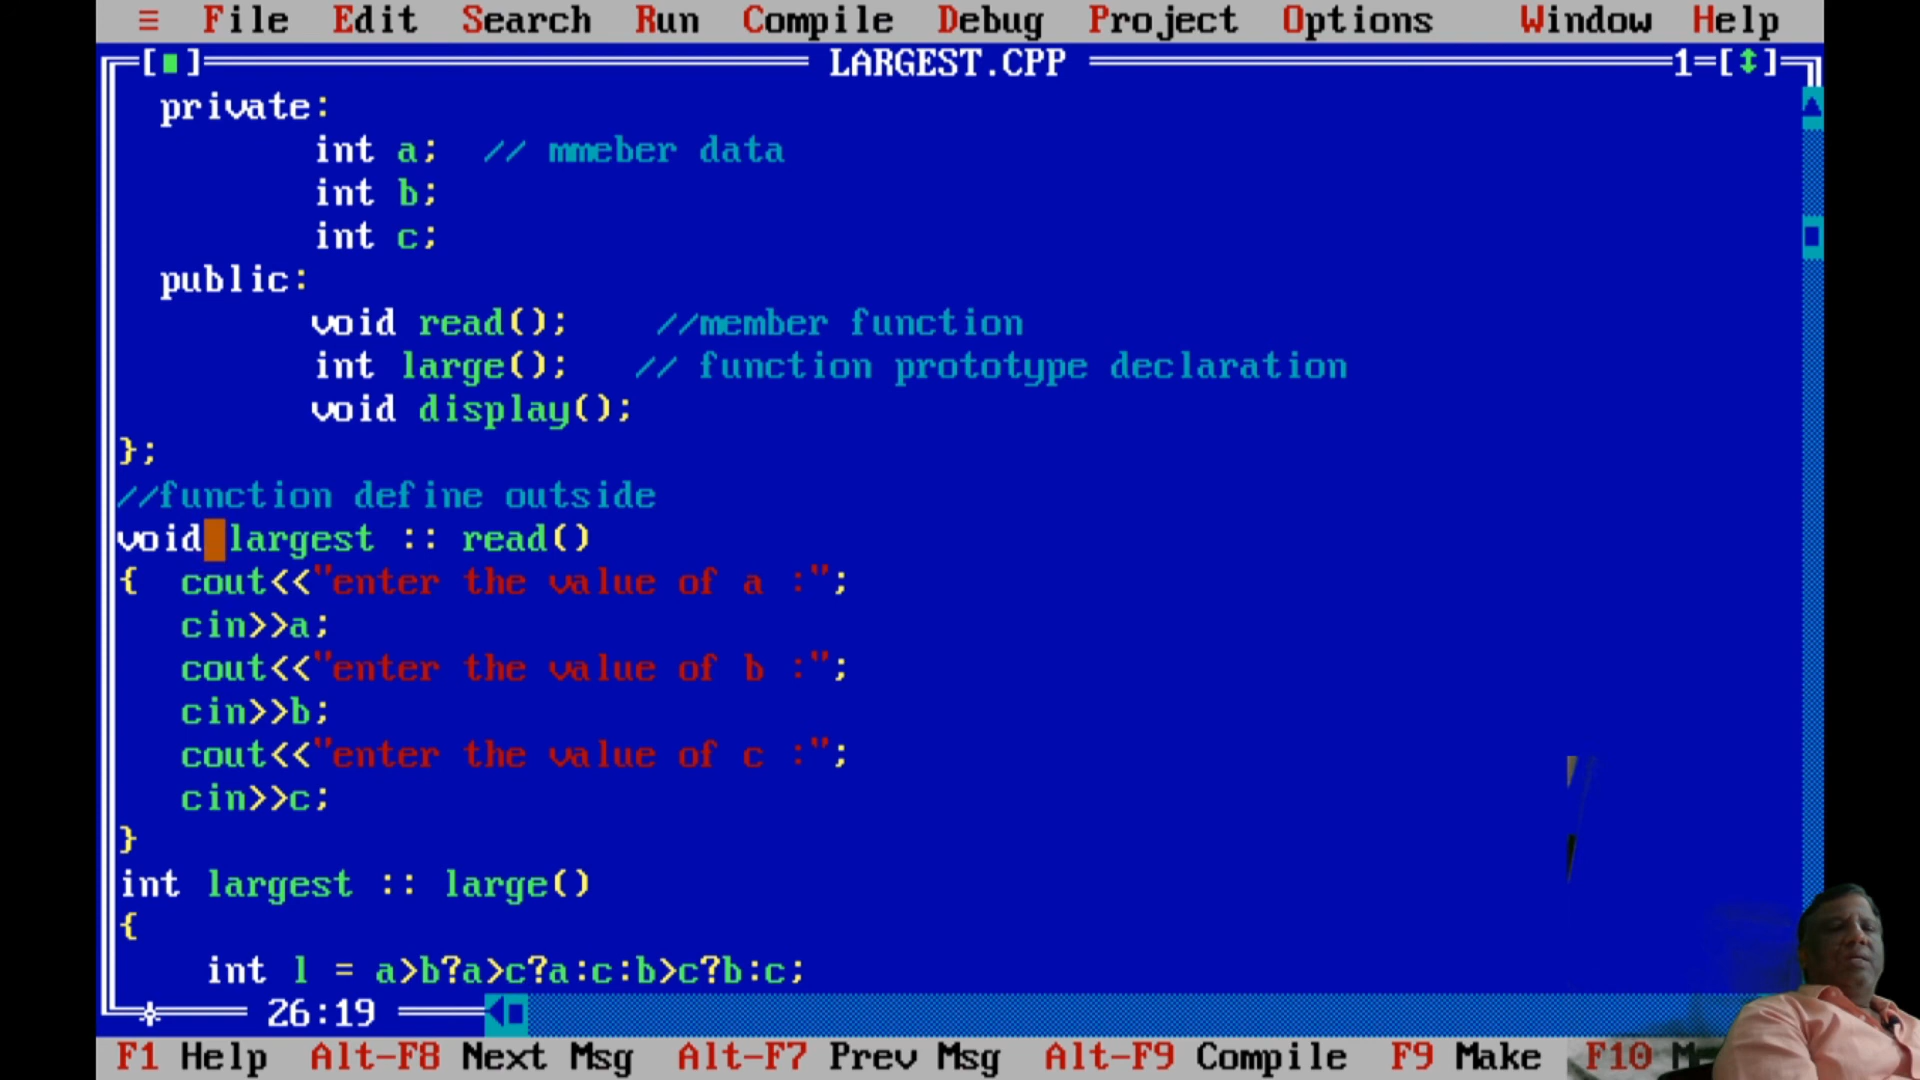 ≡ File Edit Search Run Compile Debug Project Options Window Help
[■] LARGEST.CPP 1=[↕]
private:
int a; // mmeber data
int b;
int c;
public:
void read(); //member function
int large(); // function prototype declaration
void display();
};
//function define outside
void largest :: read()
{ cout<<"enter the value of a :";
cin>>a;
cout<<"enter the value of b :";
cin>>b;
cout<<"enter the value of c :";
cin>>c;
}
int largest :: large()
{
int l = a>b?a>c?a:c:b>c?b:c;
26:19
F1 Help Alt-F8 Next Msg Alt-F7 Prev Msg Alt-F9 Compile F9 Make F10